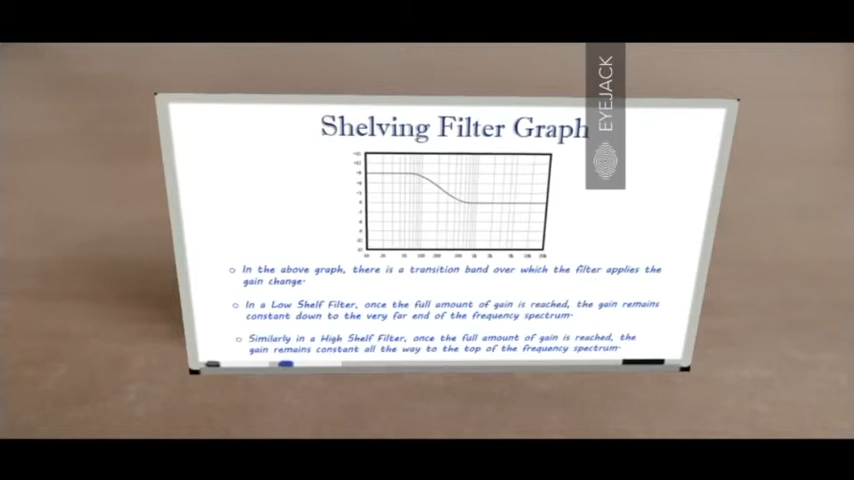 EYEJACK
Shelving Filter Graph
In the above graph, there is a transition band over which the filter applies the
gain change.
In a Low Shelf Filter, once the full amount of gain is reached, the gain remains
constant down to the very far end of the frequency spectrum.
Similarly in a High Shelf Filter, once the full amount of gain is reached, the
gain remains constant all the way to the top of the frequency spectrum.